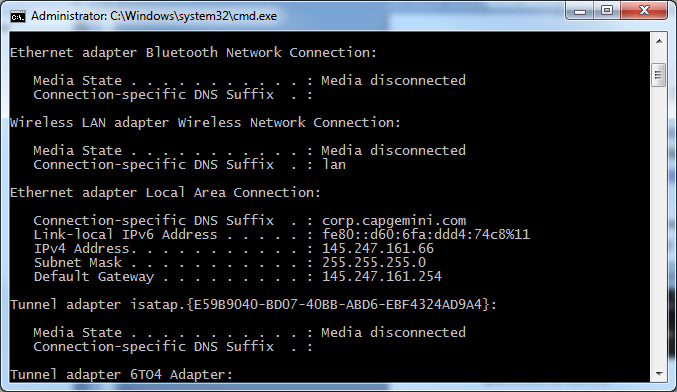 Administrator: C:\Windows\system32\cmd.exe
Ethernet adapter Bluetooth Network Connection:
Media State . . . . . . . . . . . : Media disconnected
Connection-specific DNS Suffix  . :
Wireless LAN adapter Wireless Network Connection:
Media State . . . . . . . . . . . : Media disconnected
Connection-specific DNS Suffix  . : lan
Ethernet adapter Local Area Connection:
Connection-specific DNS Suffix  . : corp.capgemini.com
Link-local IPv6 Address . . . . . : fe80::d60:6fa:ddd4:74c8%11
IPv4 Address. . . . . . . . . . . : 145.247.161.66
Subnet Mask . . . . . . . . . . . : 255.255.255.0
Default Gateway . . . . . . . . . : 145.247.161.254
Tunnel adapter isatap.{E59B9040-BD07-40BB-ABD6-EBF4324AD9A4}:
Media State . . . . . . . . . . . : Media disconnected
Connection-specific DNS Suffix  . :
Tunnel adapter 6TO4 Adapter: